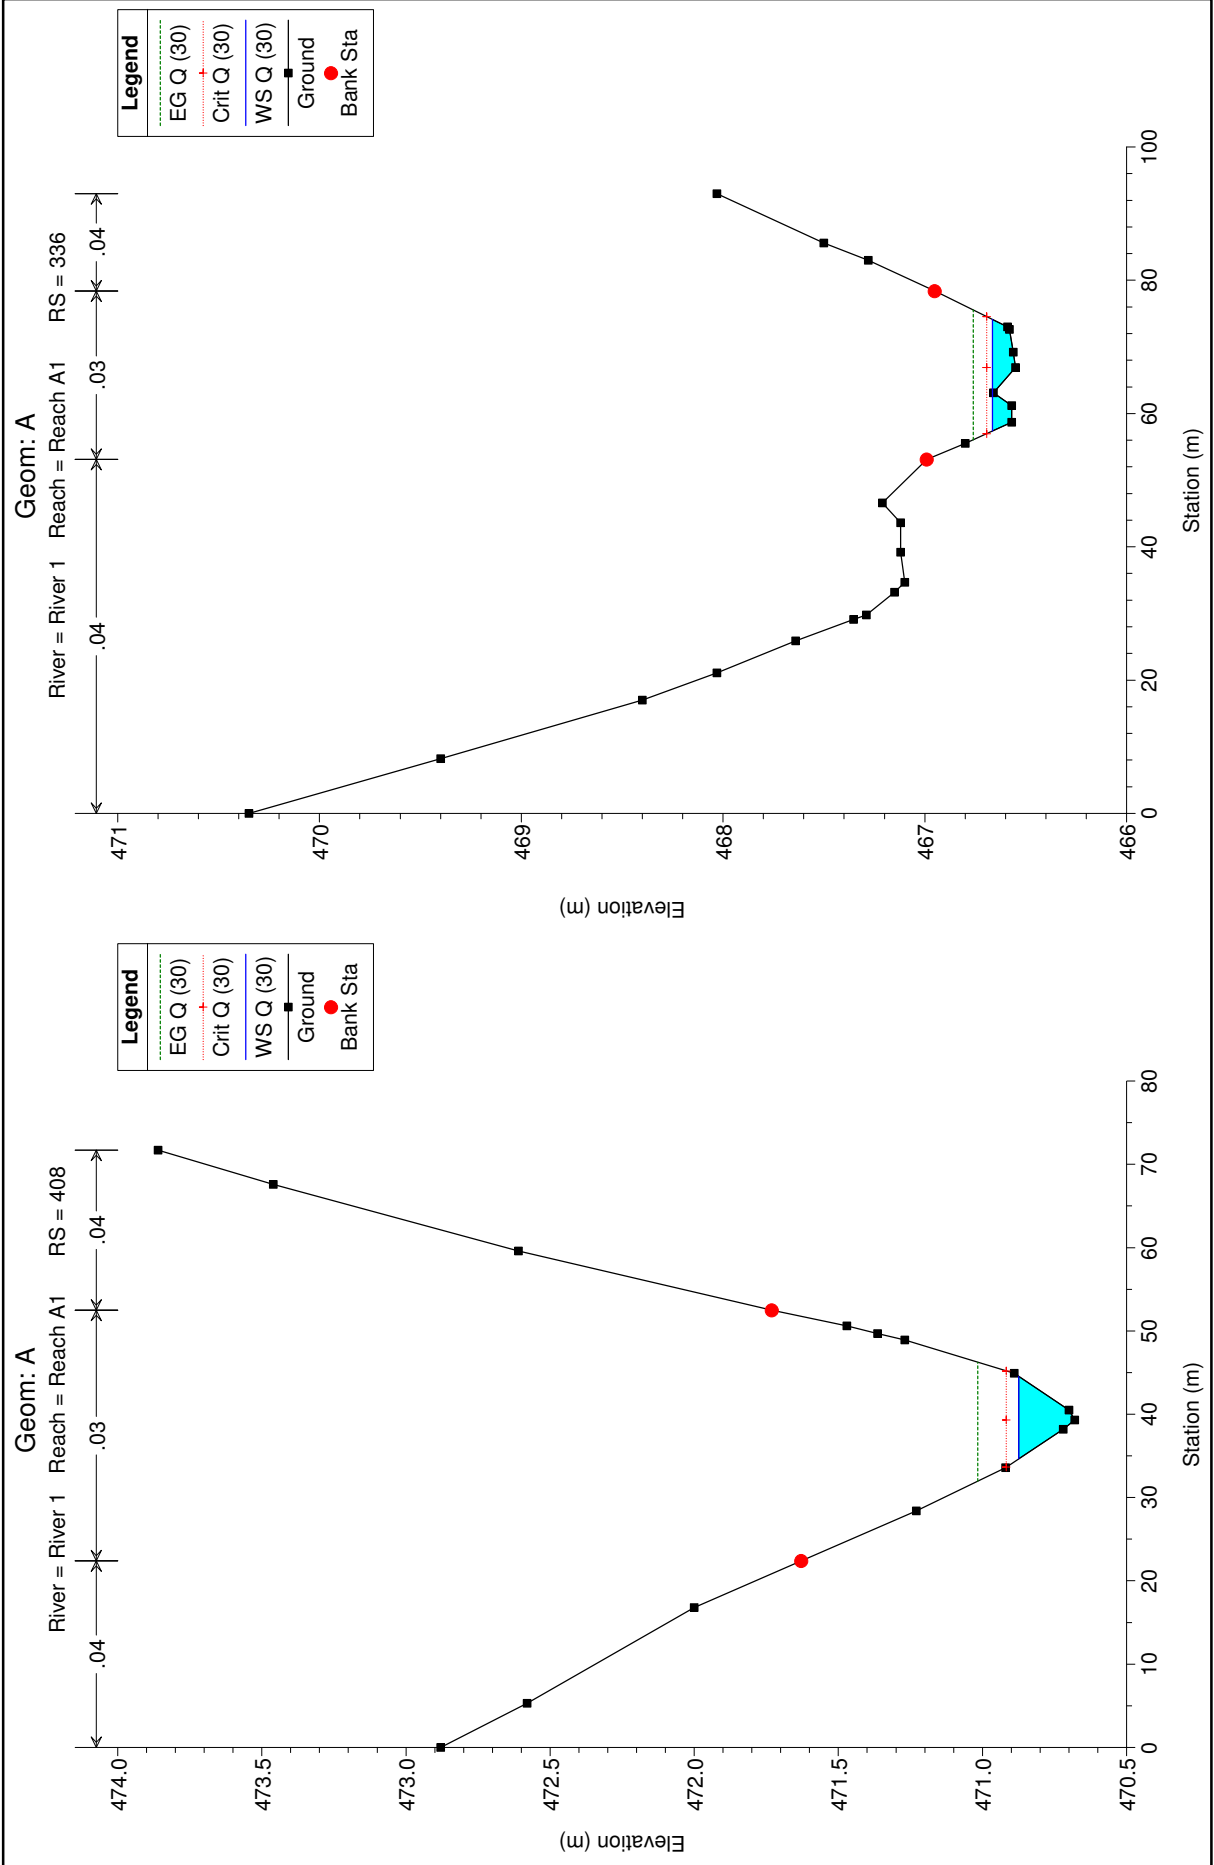 Geom: A
River = River 1   Reach = Reach A1   RS = 408
.04
.03
.04
Legend
EG Q (30)
Crit Q (30)
WS Q (30)
Ground
Bank Sta
Elevation (m)
474.0
473.5
473.0
472.5
472.0
471.5
471.0
470.5
0
10
20
30
40
50
60
70
80
Station (m)
Geom: A
River = River 1   Reach = Reach A1   RS = 336
.04
.03
.04
Legend
EG Q (30)
Crit Q (30)
WS Q (30)
Ground
Bank Sta
Elevation (m)
471
470
469
468
467
466
0
20
40
60
80
100
Station (m)